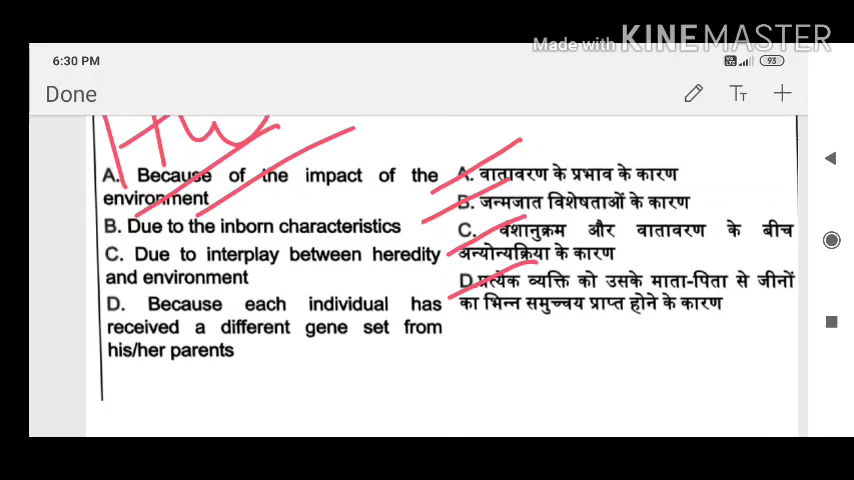 Made with KINEMASTER
6:30 PM
93
Done
A. Because of the impact of the
environment
B. Due to the inborn characteristics
C. Due to interplay between heredity
and environment
D. Because each individual has
received a different gene set from
his/her parents
A. वातावरण के प्रभाव के कारण
B. जन्मजात विशेषताओं के कारण
C. वंशानुक्रम और वातावरण के बीच
अन्योन्यक्रिया के कारण
D प्रत्येक व्यक्ति को उसके माता-पिता से जीनों
का भिन्न समुच्चय प्राप्त होने के कारण